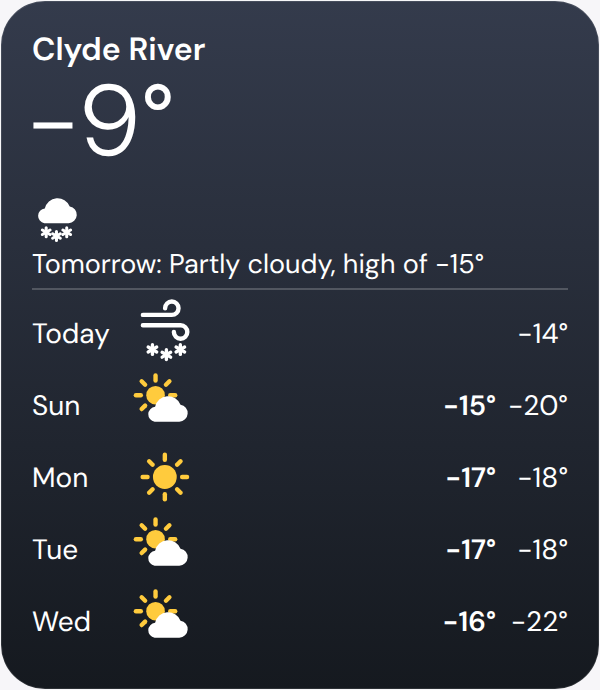 Clyde River
-9°
Tomorrow: Partly cloudy, high of -15°
Today -14°
Sun -15° -20°
Mon -17° -18°
Tue -17° -18°
Wed -16° -22°